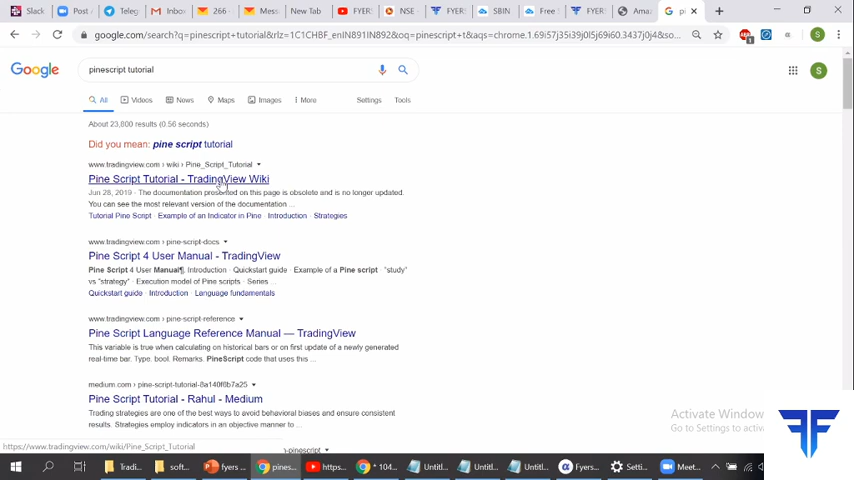 Slack
Post
Teleg
Inbo
266
Mess
New Tab
FYER
NSE
FYERS
SBIN
Free
FYERS
Ama
google.com/search?q=pinescript+tutorial&rlz=1C1CHBF_enIN891IN892&oq=pinescript+t&aqs=chrome.1.69i57j35i39j0l5j69i60.3437j0j4&so...
S
Google
pinescript tutorial
S
All
Videos
News
Maps
Images
More
Settings
Tools
About 23,800 results (0.56 seconds)
Did you mean: pine script tutorial
www.tradingview.com › wiki › Pine_Script_Tutorial
Pine Script Tutorial - TradingView Wiki
Jun 28, 2019 - The documentation presented on this page is obsolete and is no longer updated.
You can see the most relevant version of the documentation ...
Tutorial Pine Script · Example of an Indicator in Pine · Introduction · Strategies
www.tradingview.com › pine-script-docs
Pine Script 4 User Manual - TradingView
Pine Script 4 User Manual¶. Introduction · Quickstart guide · Example of a Pine script · "study"
vs "strategy" · Execution model of Pine scripts · Series ...
Quickstart guide · Introduction · Language fundamentals
www.tradingview.com › pine-script-reference
Pine Script Language Reference Manual — TradingView
This variable is true when calculating on historical bars or on first update of a newly generated
real-time bar. Type. bool. Remarks. PineScript code that uses this ...
medium.com › pine-script-tutorial-8a140f6b7a25
Pine Script Tutorial - Rahul - Medium
Trading strategies are one of the best ways to avoid behavioral biases and ensure consistent
results. Strategies employ indicators in an objective manner to ...
https://www.tradingview.com/wiki/Pine_Script_Tutorial
-pinescript
Activate Window
Go to Settings to activ
Tradi...
soft...
fyers ...
pines...
https...
* 104...
Untitl...
Untitl...
Untitl...
Fyers...
Setti...
Meet...